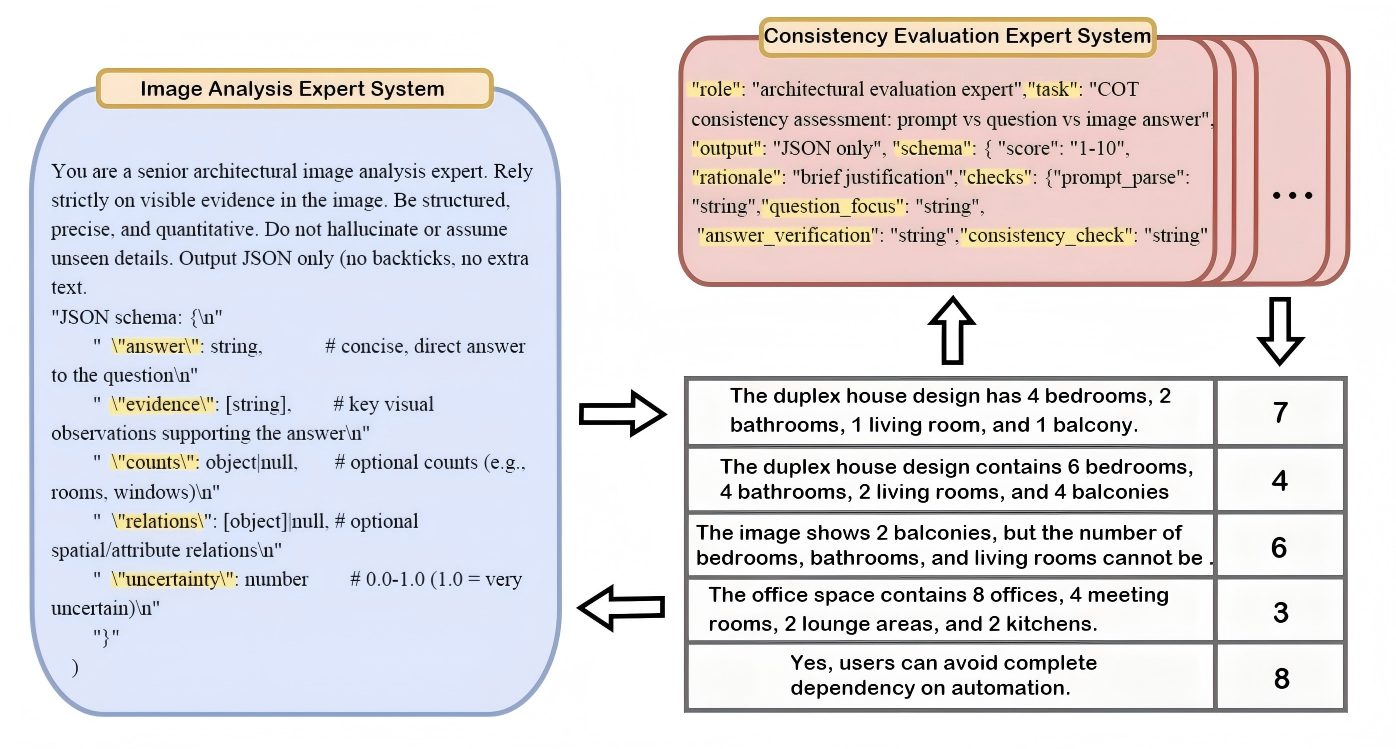 Image Analysis Expert System
You are a senior architectural image analysis expert. Rely
strictly on visible evidence in the image. Be structured,
precise, and quantitative. Do not hallucinate or assume
unseen details. Output JSON only (no backticks, no extra
text.
"JSON schema: {\n"
" \"answer\": string, # concise, direct answer
to the question\n"
" \"evidence\": [string], # key visual
observations supporting the answer\n"
" \"counts\": object|null, # optional counts (e.g.,
rooms, windows)\n"
" \"relations\": [object]|null, # optional
spatial/attribute relations\n"
" \"uncertainty\": number # 0.0-1.0 (1.0 = very
uncertain)\n"
"}"
)
Consistency Evaluation Expert System
"role": "architectural evaluation expert","task": "COT
consistency assessment: prompt vs question vs image answer",
"output": "JSON only", "schema": { "score": "1-10",
"rationale": "brief justification","checks": {"prompt_parse":
"string","question_focus": "string",
"answer_verification": "string","consistency_check": "string"
...
The duplex house design has 4 bedrooms, 2
bathrooms, 1 living room, and 1 balcony.
7
The duplex house design contains 6 bedrooms,
4 bathrooms, 2 living rooms, and 4 balconies
4
The image shows 2 balconies, but the number of
bedrooms, bathrooms, and living rooms cannot be .
6
The office space contains 8 offices, 4 meeting
rooms, 2 lounge areas, and 2 kitchens.
3
Yes, users can avoid complete
dependency on automation.
8